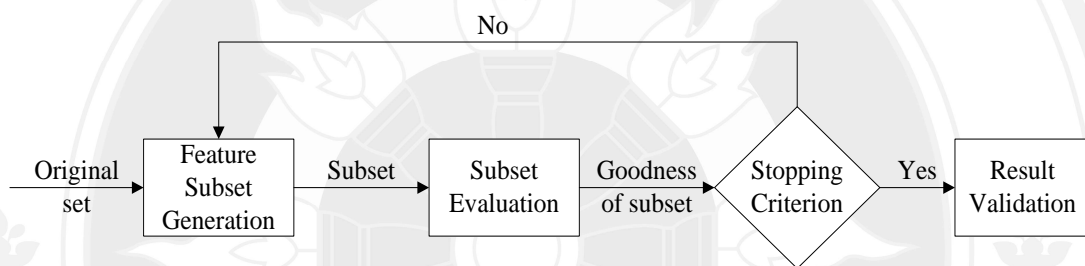 No
Original
set
Feature
Subset
Generation
Subset
Subset
Evaluation
Goodness
of subset
Stopping
Criterion
Yes
Result
Validation